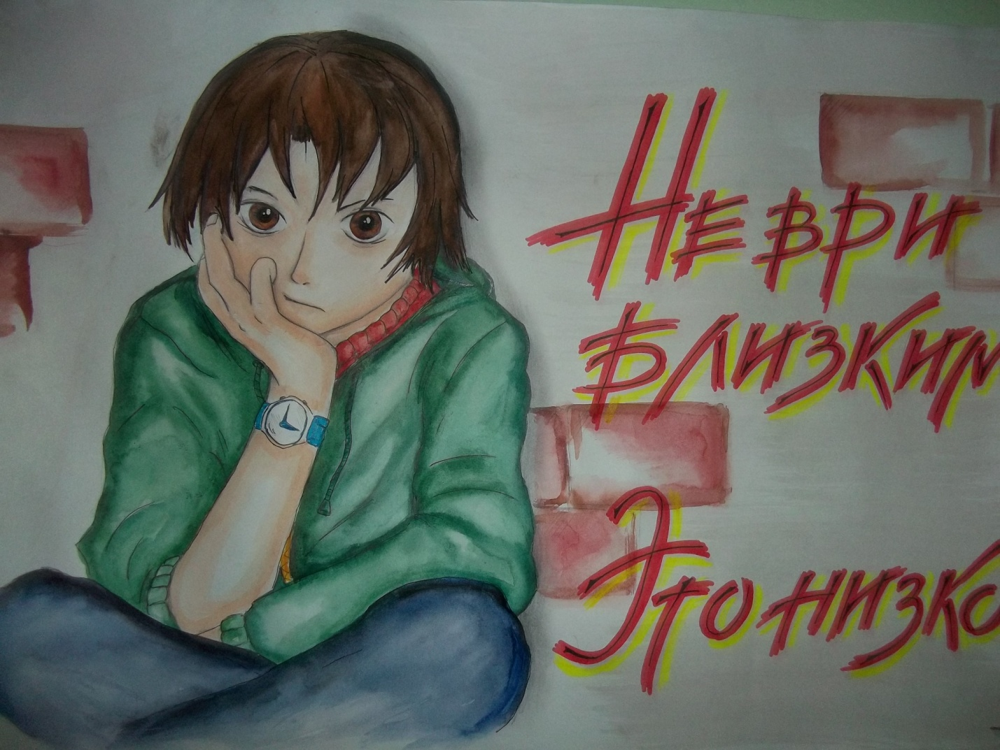 Не ври
близким
Это низко